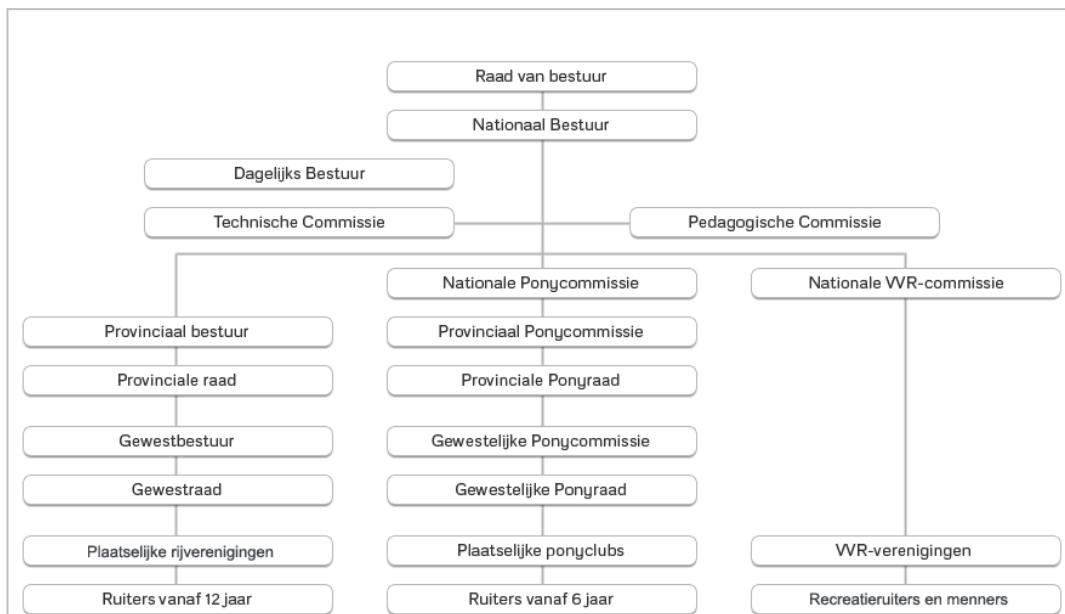 Raad van bestuur
Nationaal Bestuur
Dagelijks Bestuur
Technische Commissie
Pedagogische Commissie
Nationale Ponycommissie
Nationale VVR-commissie
Provinciaal bestuur
Provinciaal Ponycommissie
Provinciale raad
Provinciale Ponyraad
Gewestbestuur
Gewestelijke Ponycommissie
Gewestraad
Gewestelijke Ponyraad
Plaatselijke rijverenigingen
Plaatselijke ponyclubs
VVR-verenigingen
Ruiters vanaf 12 jaar
Ruiters vanaf 6 jaar
Recreatieruiters en menners